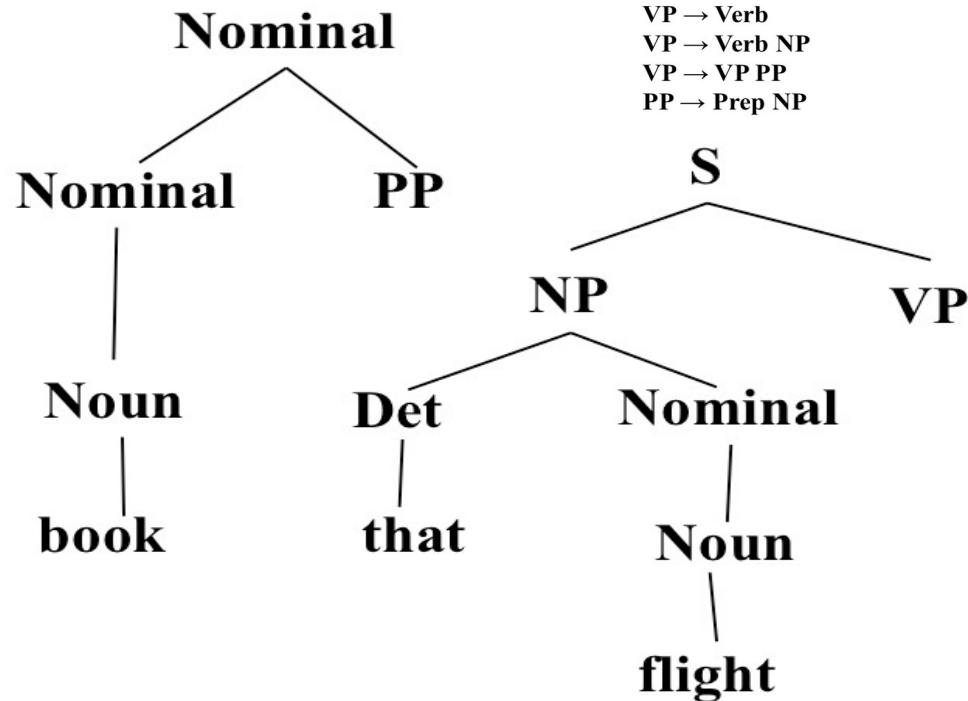 VP → Verb
VP → Verb NP
VP → VP PP
PP → Prep NP
Nominal
Nominal PP
Noun
book
S
NP VP
Det Nominal
that Noun
flight